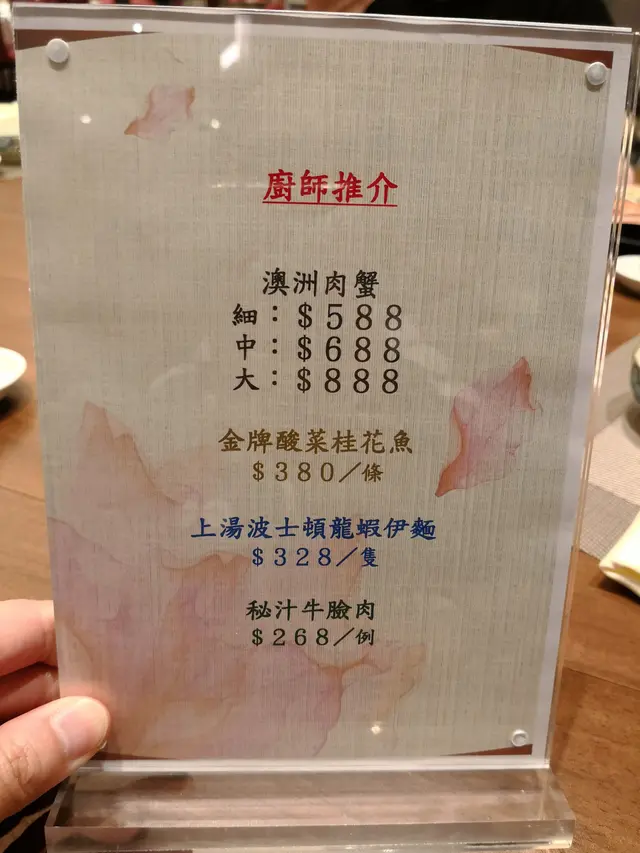 廚師推介
澳洲肉蟹
細：$588
中：$688
大：$888
金牌酸菜桂花魚
$380／條
上湯波士頓龍蝦伊麵
$328／隻
秘汁牛臉肉
$268／例